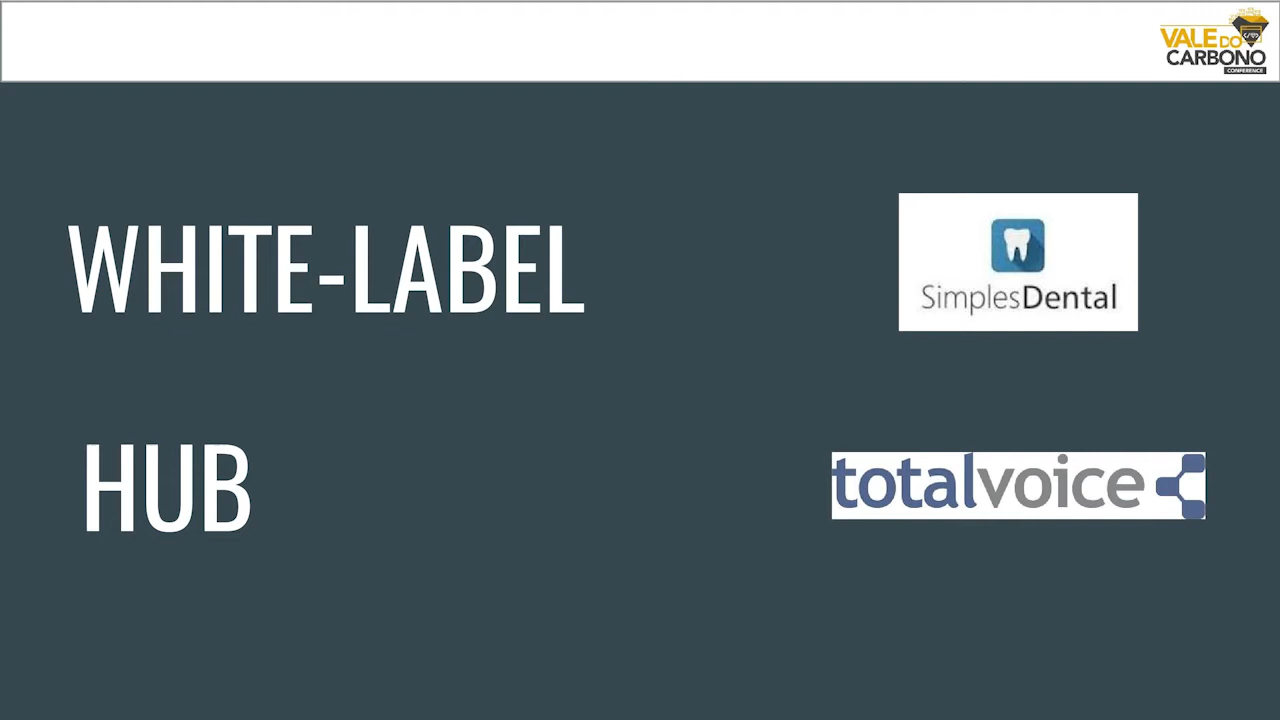 VALE DO
</>
CARBONO
CONFERENCE
WHITE-LABEL
SimplesDental
HUB
totalvoice